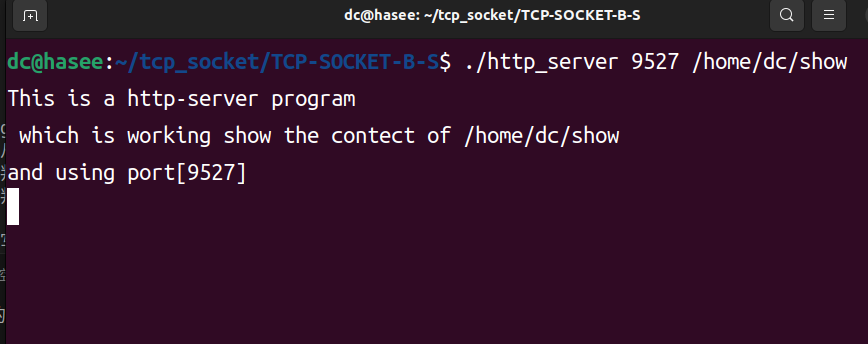 dc@hasee: ~/tcp_socket/TCP-SOCKET-B-S
dc@hasee:~/tcp_socket/TCP-SOCKET-B-S$ ./http_server 9527 /home/dc/show
This is a http-server program
which is working show the contect of /home/dc/show
and using port[9527]